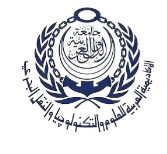 جامعة
الدول العربية
الأكاديمية العربية للعلوم والتكنولوجيا والنقل البحري